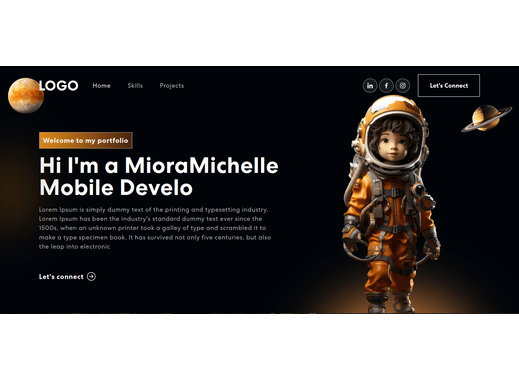 LOGO Home Skills Projects in f Let's Connect
Welcome to my portfolio
Hi I'm a MioraMichelle
Mobile Develo
Lorem Ipsum is simply dummy text of the printing and typesetting industry.
Lorem Ipsum has been the industry's standard dummy text ever since the
1500s, when an unknown printer took a galley of type and scrambled it to
make a type specimen book. It has survived not only five centuries, but also
the leap into electronic
Let's connect